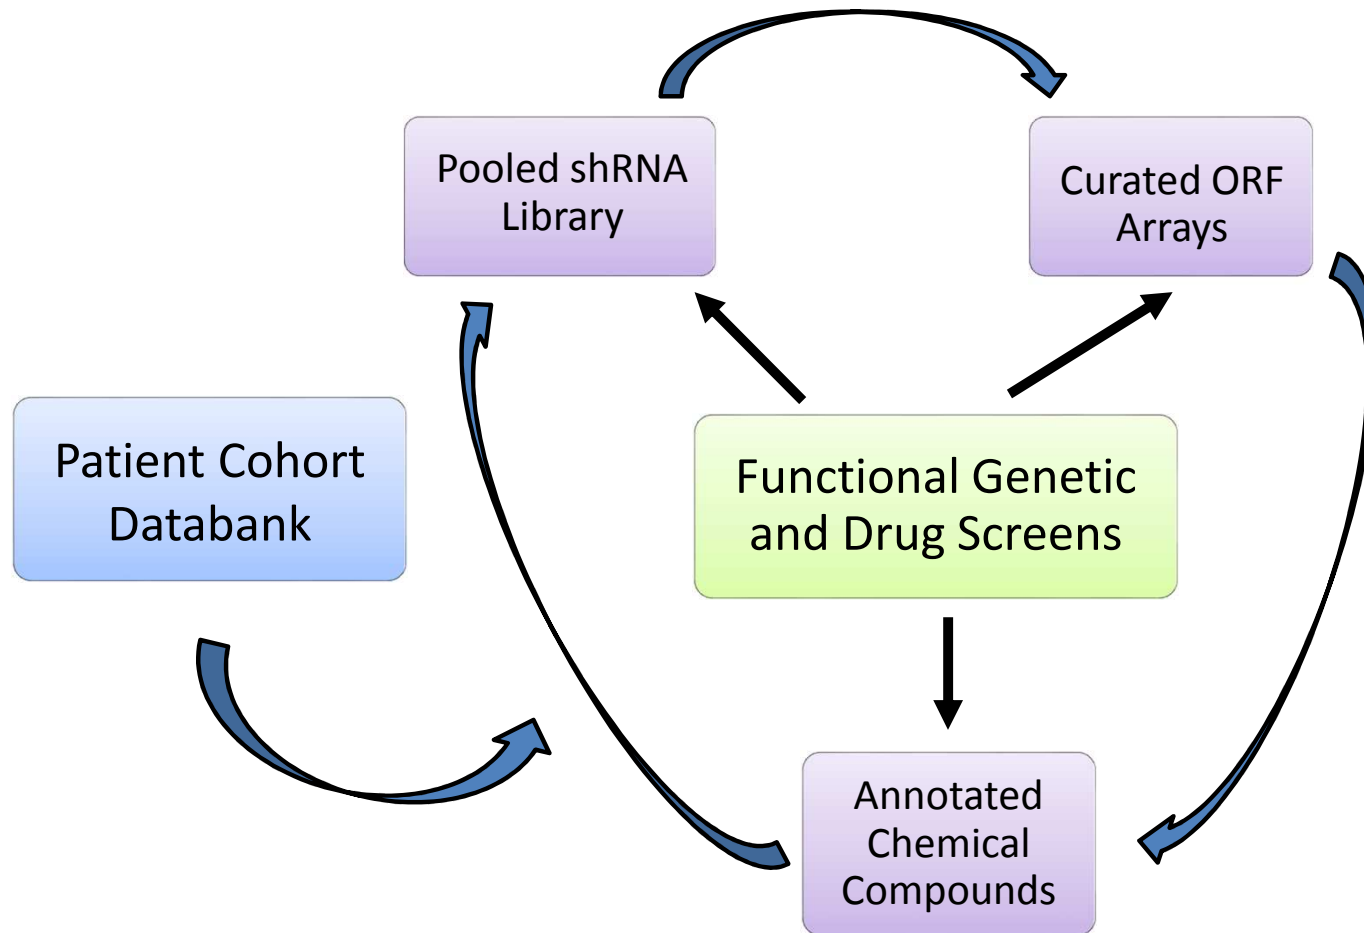 Pooled shRNA
Library
Curated ORF
Arrays
Patient Cohort
Databank
Functional Genetic
and Drug Screens
Annotated
Chemical
Compounds